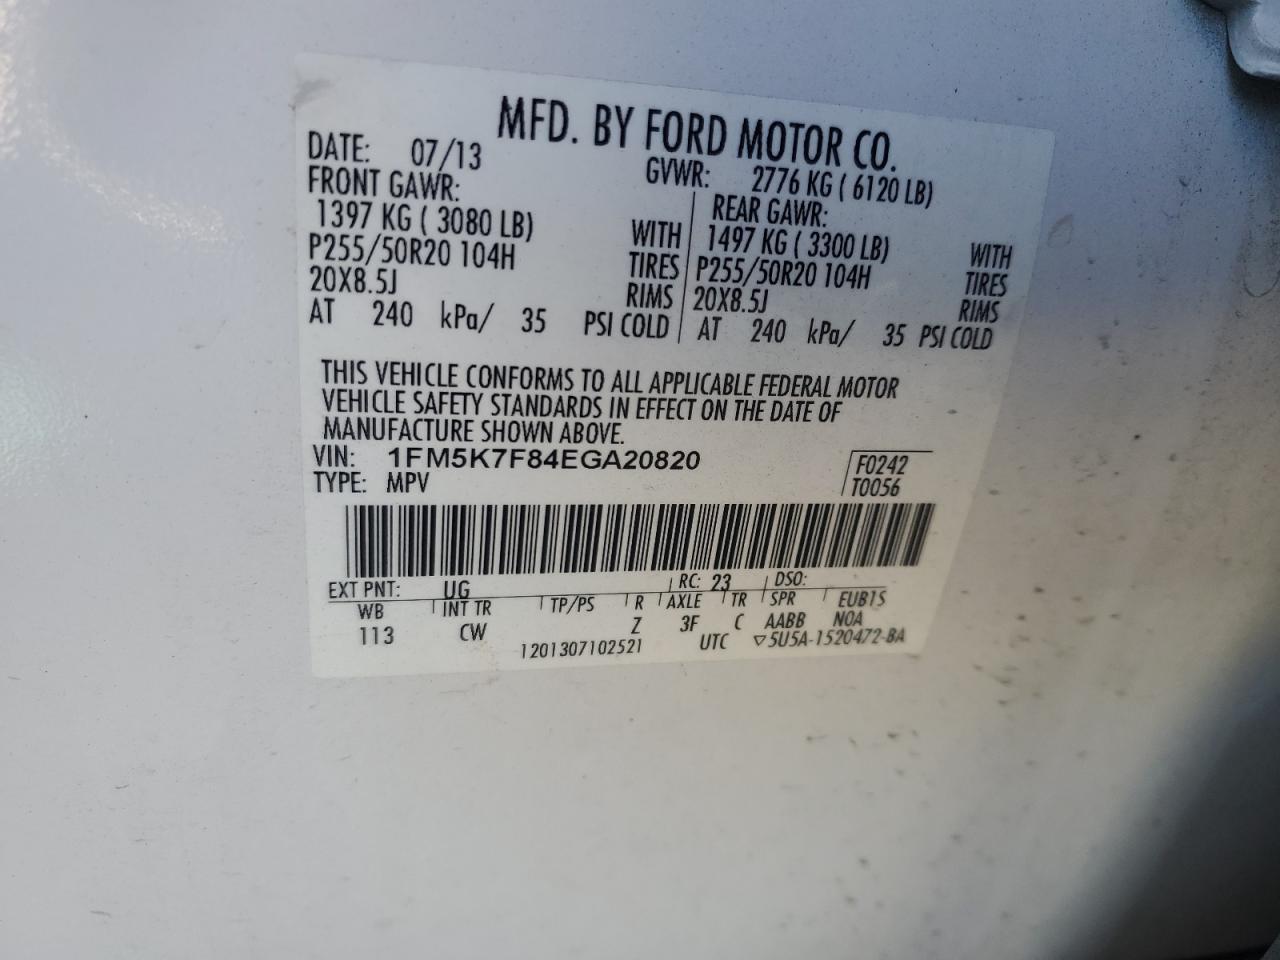 MFD. BY FORD MOTOR CO.
DATE: 07/13 GVWR: 2776 KG ( 6120 LB)
FRONT GAWR: REAR GAWR:
1397 KG ( 3080 LB) WITH 1497 KG ( 3300 LB) WITH
P255/50R20 104H TIRES P255/50R20 104H TIRES
20X8.5J RIMS 20X8.5J RIMS
AT 240 kPa/ 35 PSI COLD AT 240 kPa/ 35 PSI COLD
THIS VEHICLE CONFORMS TO ALL APPLICABLE FEDERAL MOTOR
VEHICLE SAFETY STANDARDS IN EFFECT ON THE DATE OF
MANUFACTURE SHOWN ABOVE.
VIN: 1FM5K7F84EGA20820 F0242
TYPE: MPV T0056
EXT PNT: UG RC: 23 DSO:
WB INT TR TP/PS R AXLE TR SPR EUB1S
113 CW Z 3F C AABB N0A
1201307102521 UTC ▽5U5A-1520472-BA